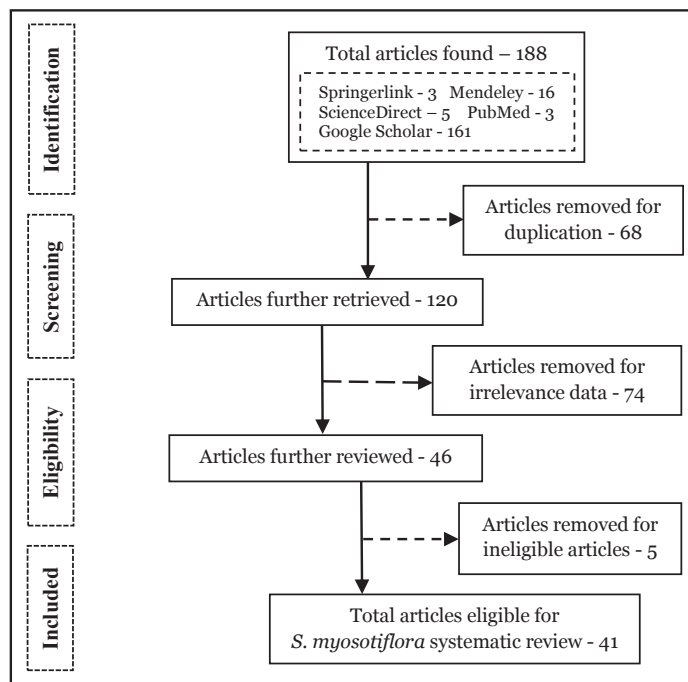 Identification
Total articles found – 188
Springerlink - 3 Mendeley - 16
ScienceDirect – 5 PubMed - 3
Google Scholar - 161
Articles removed for
duplication - 68
Screening
Articles further retrieved - 120
Articles removed for
irrelevance data - 74
Eligibility
Articles further reviewed - 46
Articles removed for
ineligible articles - 5
Included
Total articles eligible for
S. myosotiflora systematic review - 41